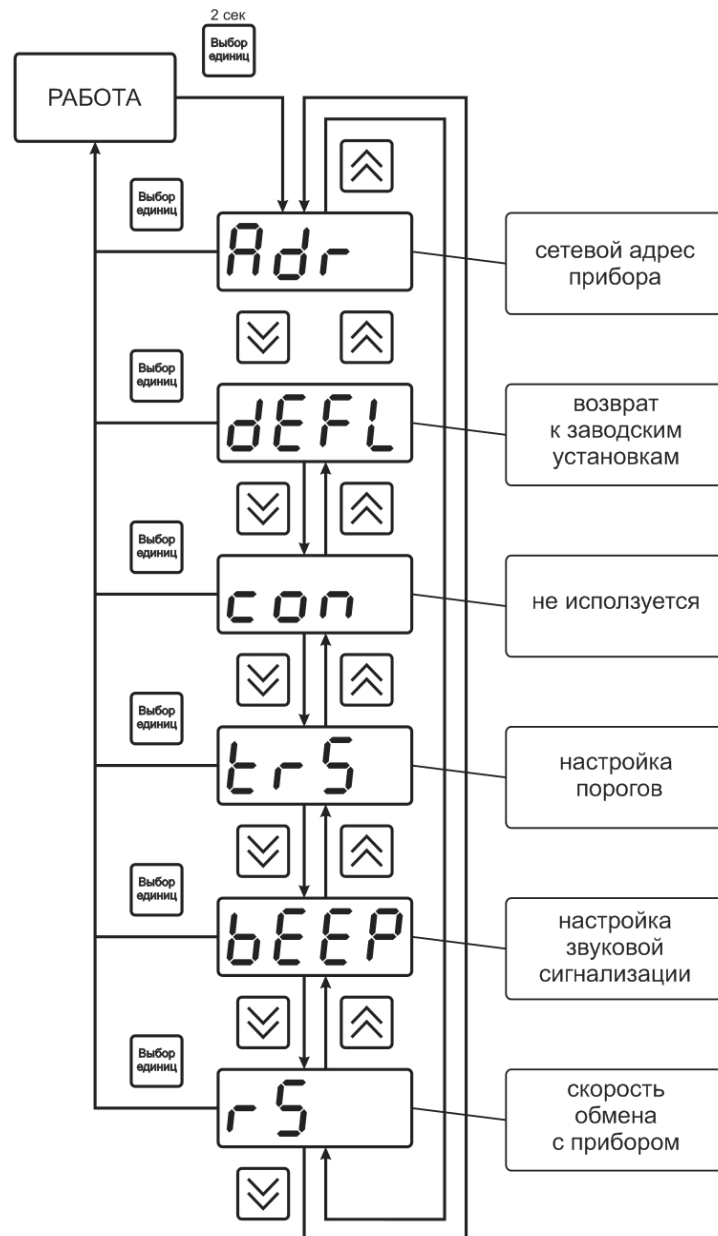 2 сек
Выбор
единиц
РАБОТА
Выбор
единиц
Adr
сетевой адрес
прибора
Выбор
единиц
dEFL
возврат
к заводским
установкам
Выбор
единиц
con
не исползуется
Выбор
единиц
trS
настройка
порогов
Выбор
единиц
bEEP
настройка
звуковой
сигнализации
Выбор
единиц
rS
скорость
обмена
с прибором